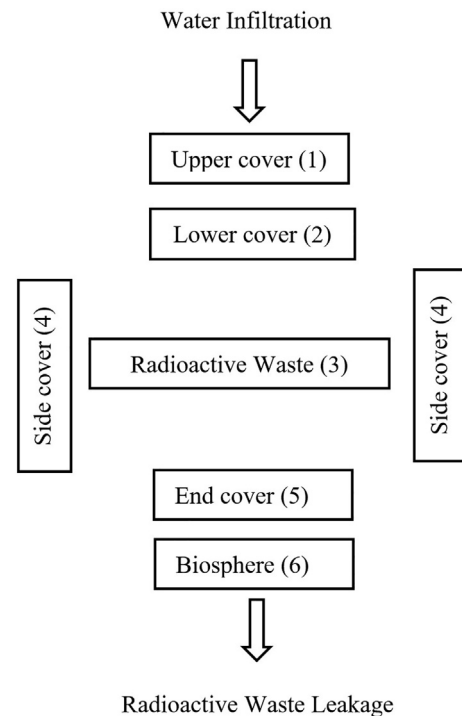 Water Infiltration
Upper cover (1)
Lower cover (2)
Side cover (4)
Radioactive Waste (3)
Side cover (4)
End cover (5)
Biosphere (6)
Radioactive Waste Leakage